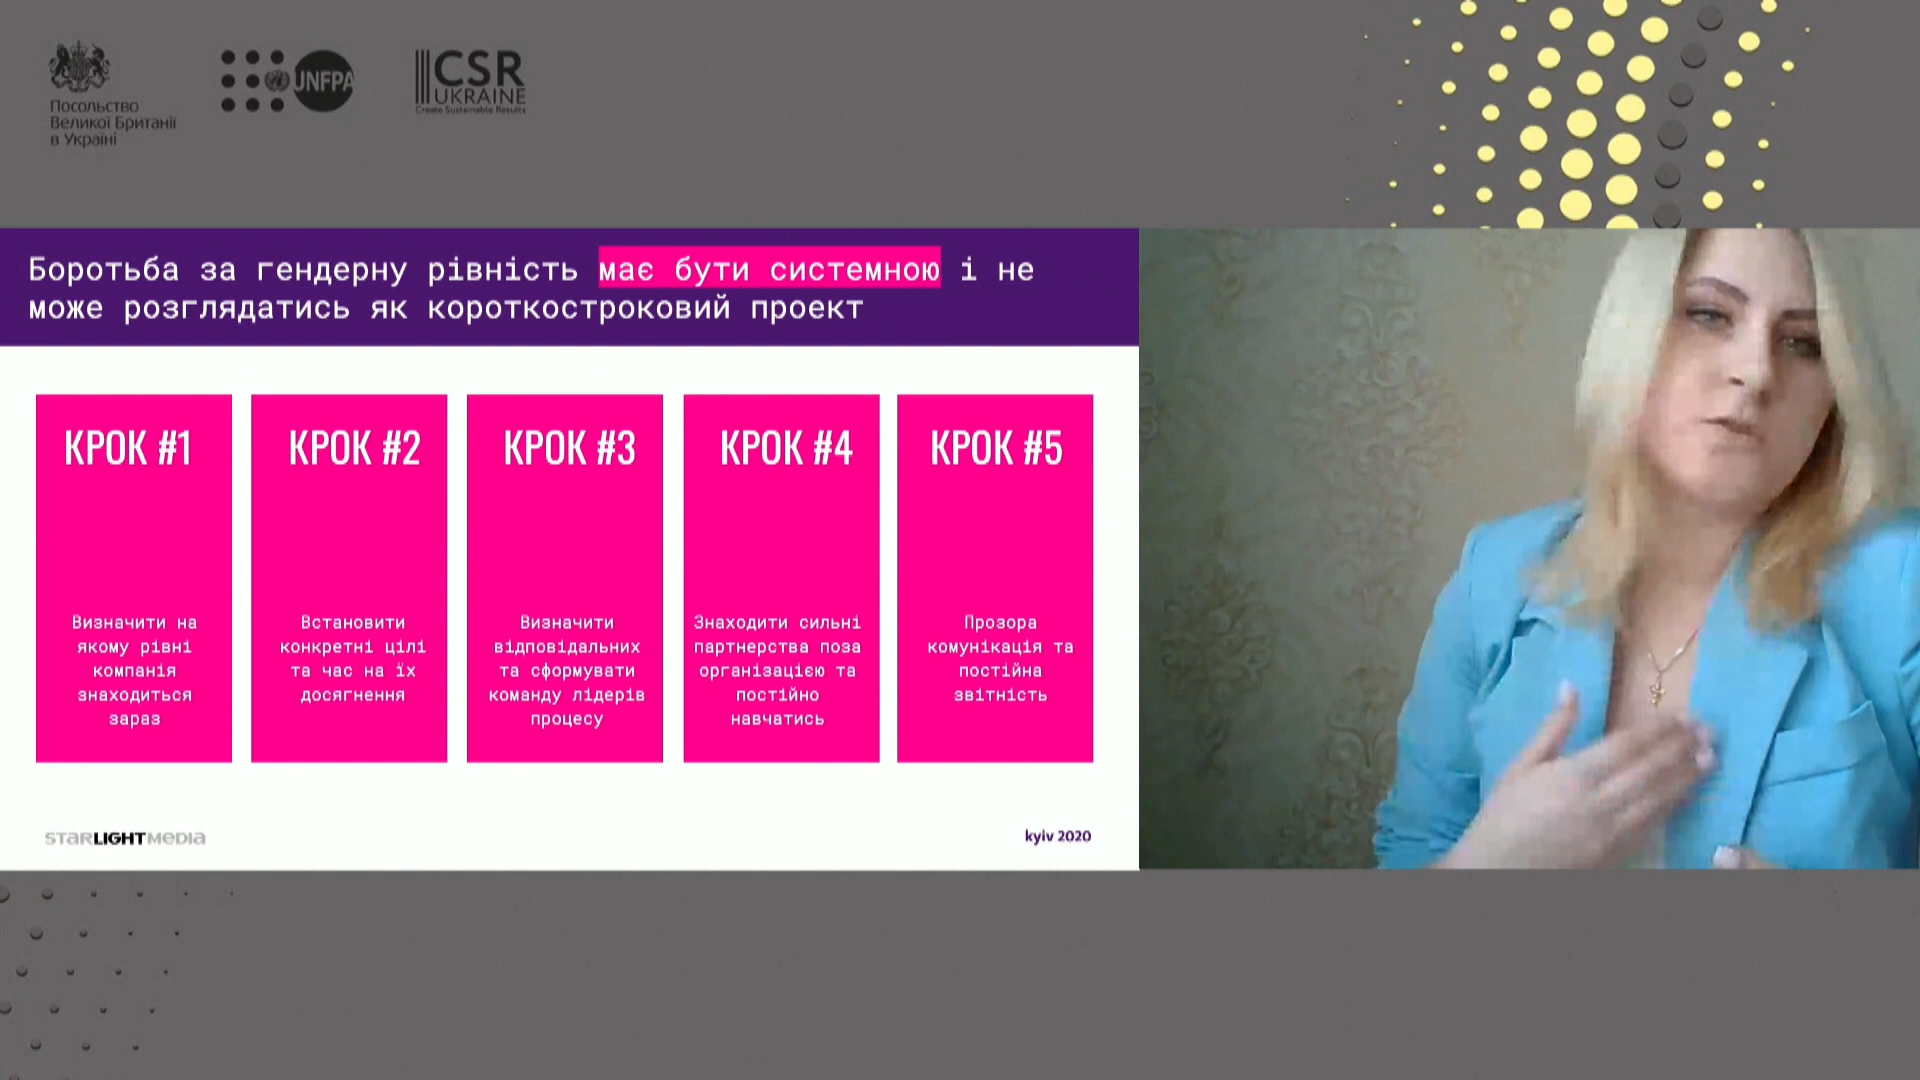 Посольство
Великої Британії
в Україні
UNFPA
CSR
UKRAINE
Create Sustainable Results
Боротьба за гендерну рівність має бути системною і не
може розглядатись як короткостроковий проект
КРОК #1
Визначити на
якому рівні
компанія
знаходиться
зараз
КРОК #2
Встановити
конкретні цілі
та час на їх
досягнення
КРОК #3
Визначити
відповідальних
та сформувати
команду лідерів
процесу
КРОК #4
Знаходити сильні
партнерства поза
організацією та
постійно
навчатись
КРОК #5
Прозора
комунікація та
постійна
звітність
STARLIGHTMEDIA
kyiv 2020